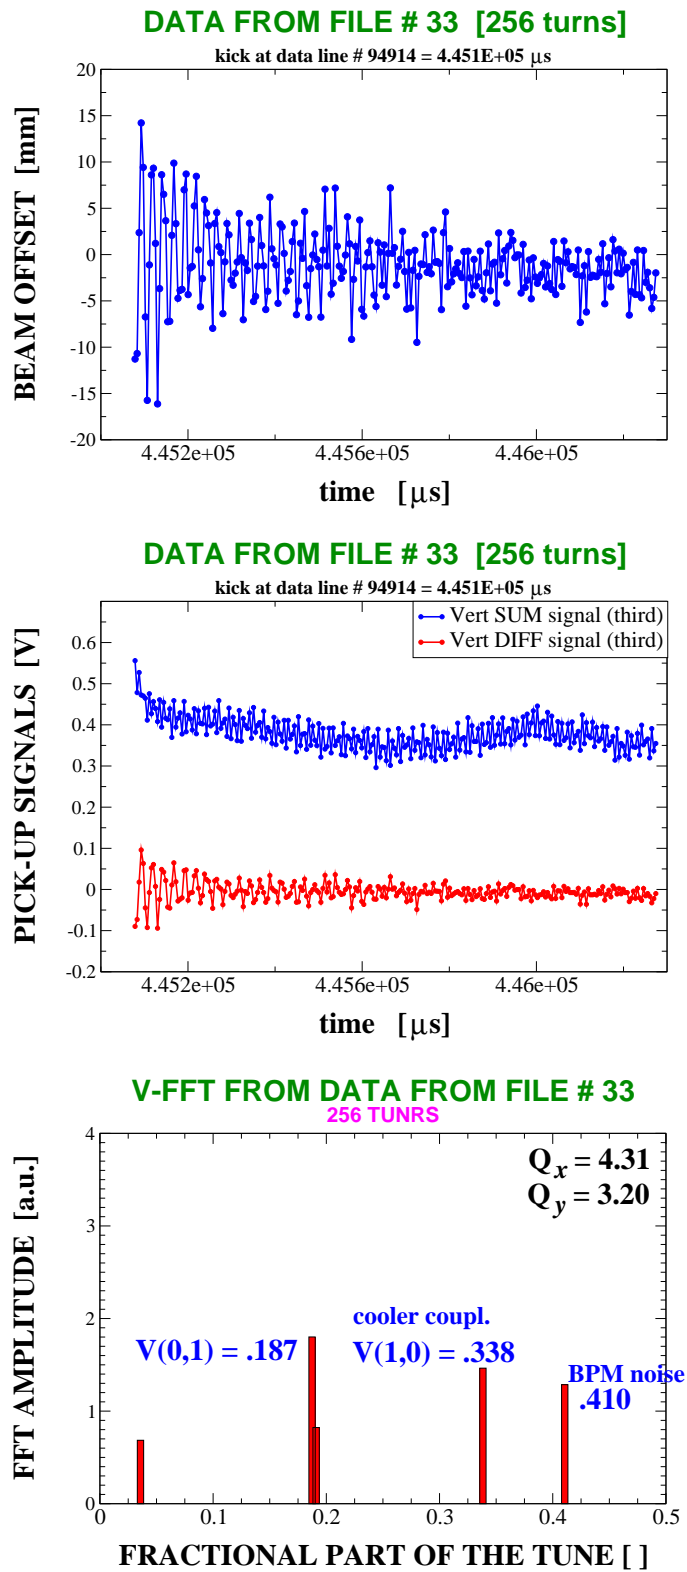 DATA FROM FILE # 33 [256 turns]
kick at data line # 94914 = 4.451E+05 μs
20
15
10
5
0
-5
-10
-15
-20
BEAM OFFSET [mm]
4.452e+05 4.456e+05 4.46e+05
time [μs]
DATA FROM FILE # 33 [256 turns]
kick at data line # 94914 = 4.451E+05 μs
Vert SUM signal (third)
Vert DIFF signal (third)
0.6
0.5
0.4
0.3
0.2
0.1
0
-0.1
-0.2
PICK-UP SIGNALS [V]
4.452e+05 4.456e+05 4.46e+05
time [μs]
V-FFT FROM DATA FROM FILE # 33
256 TUNRS
4
3
2
1
0
FFT AMPLITUDE [a.u.]
Qx = 4.31
Qy = 3.20
cooler coupl.
V(0,1) = .187
V(1,0) = .338
BPM noise
.410
0 0.1 0.2 0.3 0.4 0.5
FRACTIONAL PART OF THE TUNE [ ]